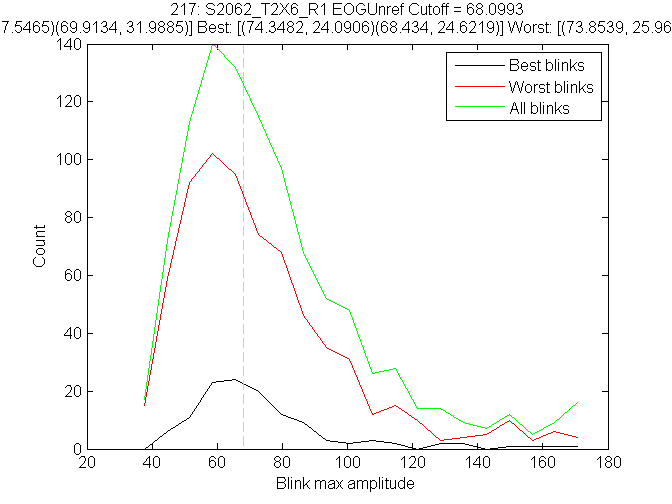 217: S2062_T2X6_R1 EOGUnref Cutoff = 68.0993
7.5465)(69.9134, 31.9885)] Best: [(74.3482, 24.0906)(68.434, 24.6219)] Worst: [(73.8539, 25.96
140
120
100
80
60
40
20
0
Count
Best blinks
Worst blinks
All blinks
20 40 60 80 100 120 140 160 180
Blink max amplitude